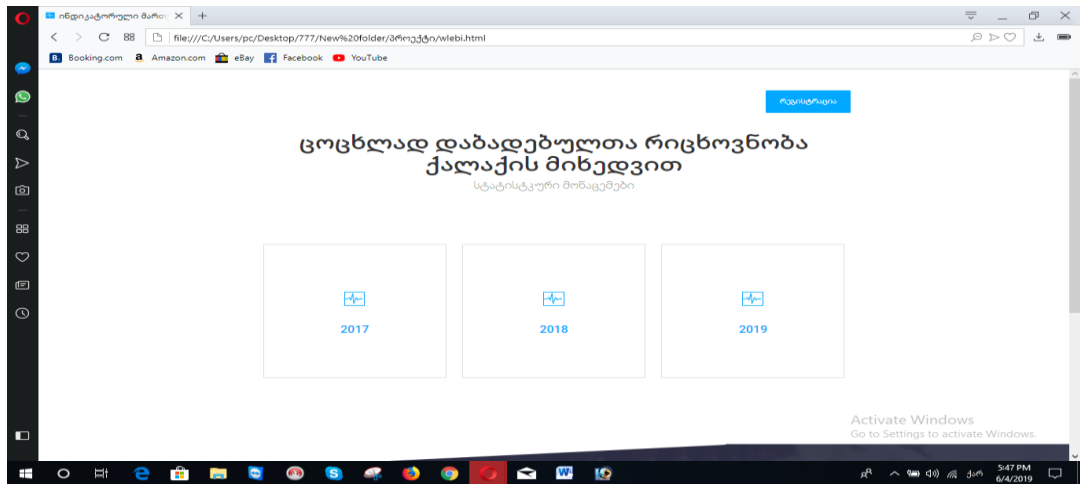 ინდიკატორული მართ
file:///C:/Users/pc/Desktop/777/New%20folder/პროექტი/wlebi.html
B. Booking.com a Amazon.com eBay Facebook YouTube
რეგისტრაცია
ცოცხლად დაბადებულთა რიცხოვნობა
ქალაქის მიხედვით
სტატისტკური მონაცემები
2017 2018 2019
Activate Windows
Go to Settings to activate Windows.
ქარ 5:47 PM
6/4/2019